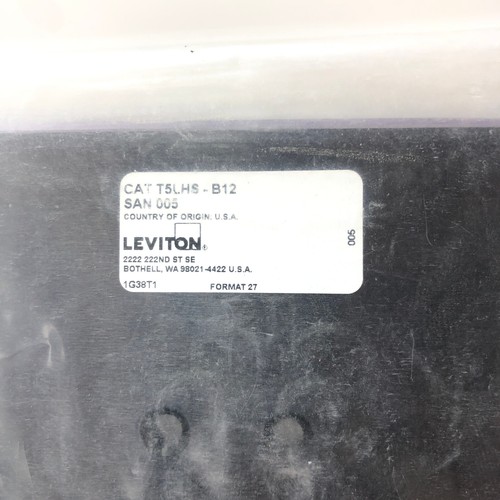 CAT T5LHS - B12
SAN 005
COUNTRY OF ORIGIN: U.S.A.
LEVITON®
005
2222 222ND ST SE
BOTHELL, WA 98021-4422 U.S.A.
1G38T1 FORMAT 27